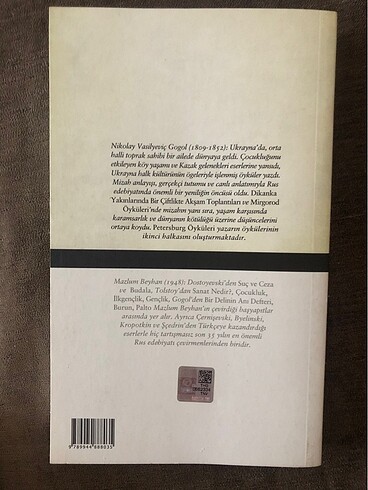 Nikolay Vasilyeviç Gogol (1809-1852): Ukrayna'da, orta
halli toprak sahibi bir ailede dünyaya geldi. Çocukluğunu
etkileyen köy yaşamı ve Kazak gelenekleri eserlerine yansıdı,
Ukrayna halk kültürünün ögeleriyle işlenmiş öyküler yazdı.
Mizah anlayışı, gerçekçi tutumu ve canlı anlatımıyla Rus
edebiyatında önemli bir yeniliğin öncüsü oldu. Dikanka
Yakınlarında Bir Çiftlikte Akşam Toplantıları ve Mirgorod
Öyküleri'nde mizahın yanı sıra, yaşam karşısında
karamsarlık ve dünyanın kötülüğü üzerine düşüncelerini
ortaya koydu. Petersburg Öyküleri yazarın öykülerinin
ikinci halkasını oluşturmaktadır.
Mazlum Beyhan (1948): Dostoyevski'den Suç ve Ceza
ve Budala, Tolstoy'dan Sanat Nedir?, Çocukluk,
İlkgençlik, Gençlik, Gogol'den Bir Delinin Anı Defteri,
Burun, Palto Mazlum Beyhan'ın çevirdiği başyapıtlar
arasında yer alır. Ayrıca Çernişevski, Byelinski,
Kropotkin ve Şçedrin'den Türkçeye kazandırdığı
eserlerle hiç tartışmasız son 35 yılın en önemli
Rus edebiyatı çevirmenlerinden biridir.
9789944888035